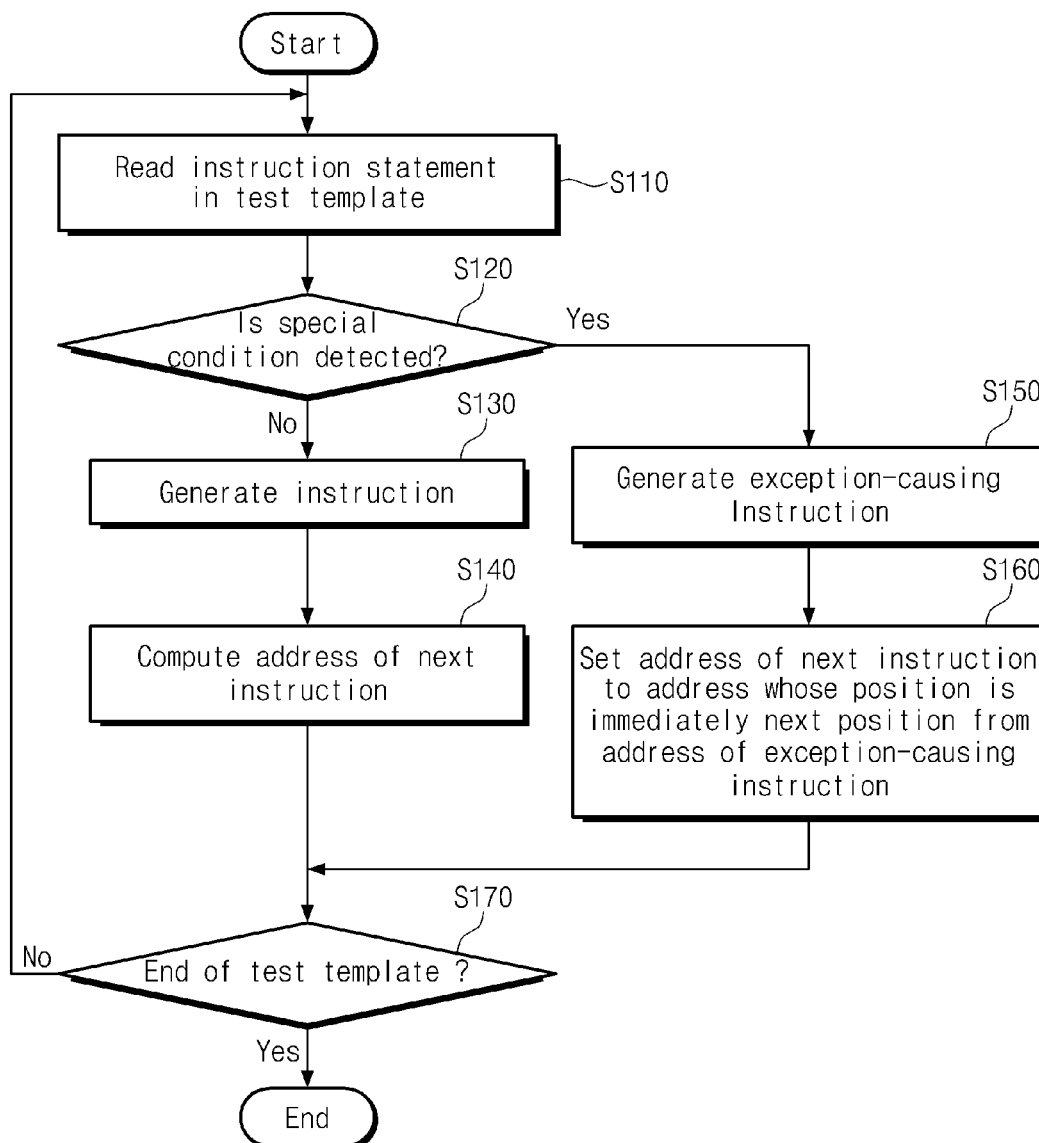 Start
Read instruction statement
in test template
S110
S120
Is special
condition detected?
Yes
No
S130
Generate instruction
S150
Generate exception-causing
Instruction
S140
Compute address of next
instruction
S160
Set address of next instruction
to address whose position is
immediately next position from
address of exception-causing
instruction
S170
End of test template ?
No
Yes
End